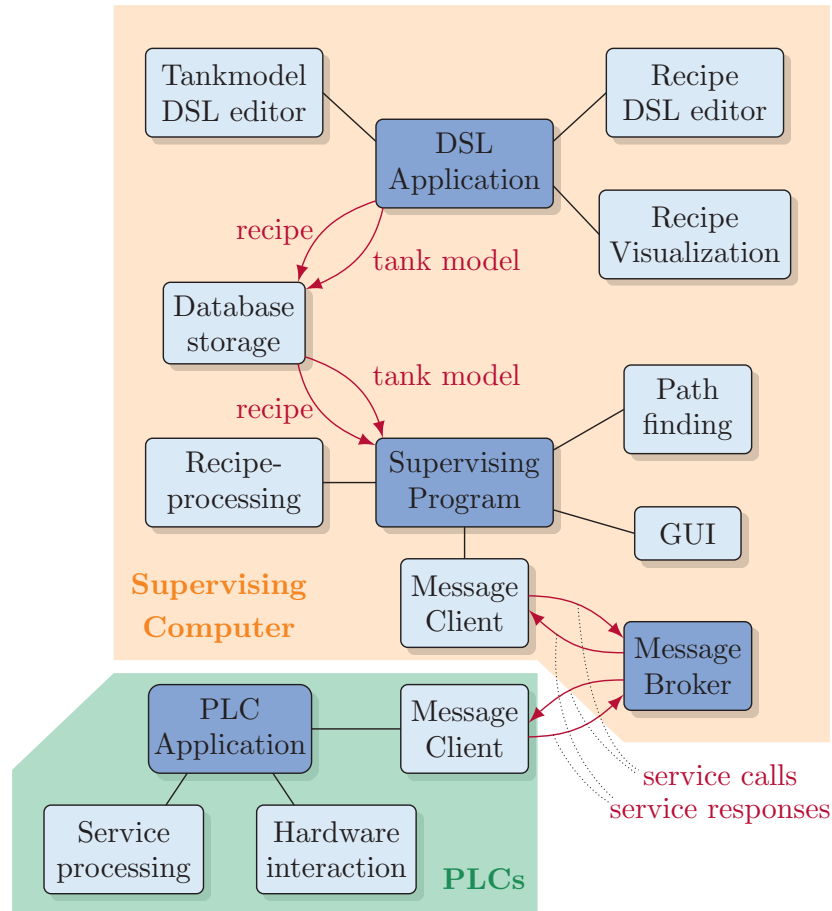 Tankmodel
DSL editor
Recipe
DSL editor
DSL
Application
Recipe
Visualization
recipe
tank model
Database
storage
tank model
recipe
Path
finding
Recipe-
processing
Supervising
Program
GUI
Supervising
Computer
Message
Client
Message
Broker
PLC
Application
Message
Client
service calls
service responses
Service
processing
Hardware
interaction
PLCs